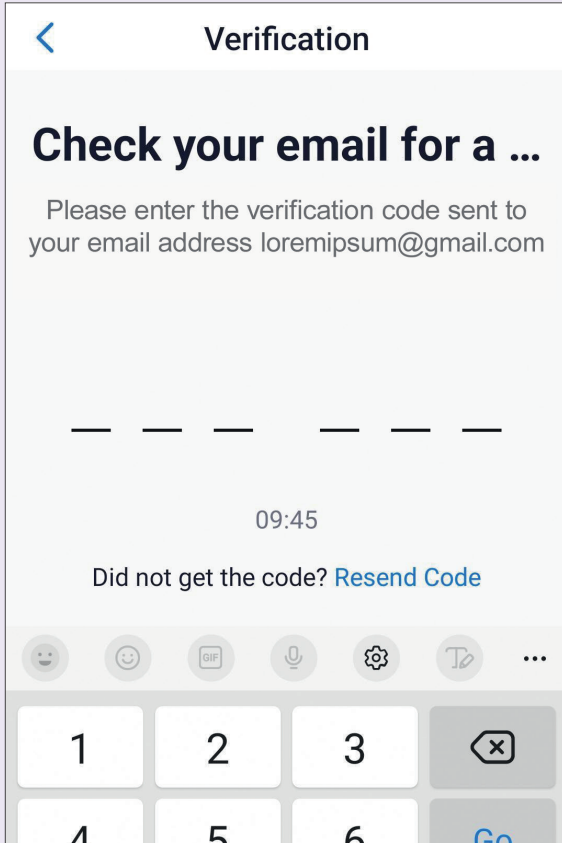 Verification
Check your email for a ...
Please enter the verification code sent to
your email address loremipsum@gmail.com
09:45
Did not get the code? Resend Code
GIF
1 2 3
4 5 6 Go